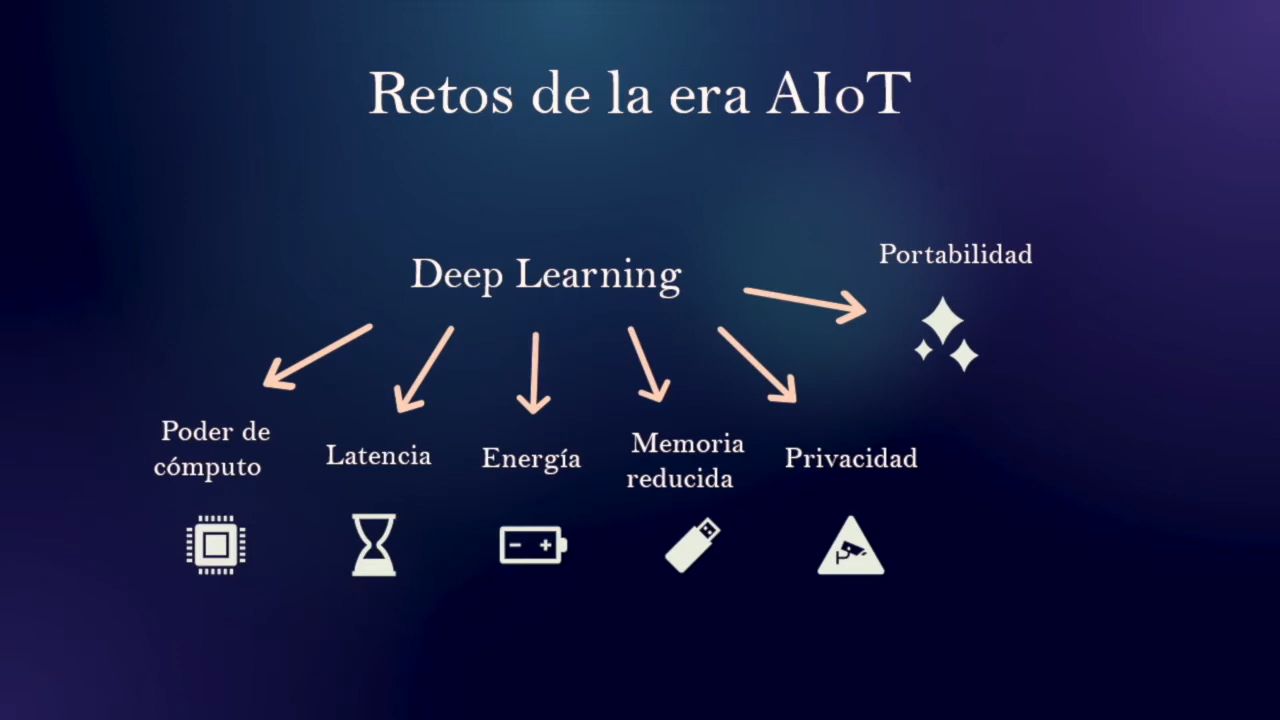 Retos de la era AIoT
Deep Learning
Portabilidad
Poder de
cómputo
Latencia
Energía
Memoria
reducida
Privacidad